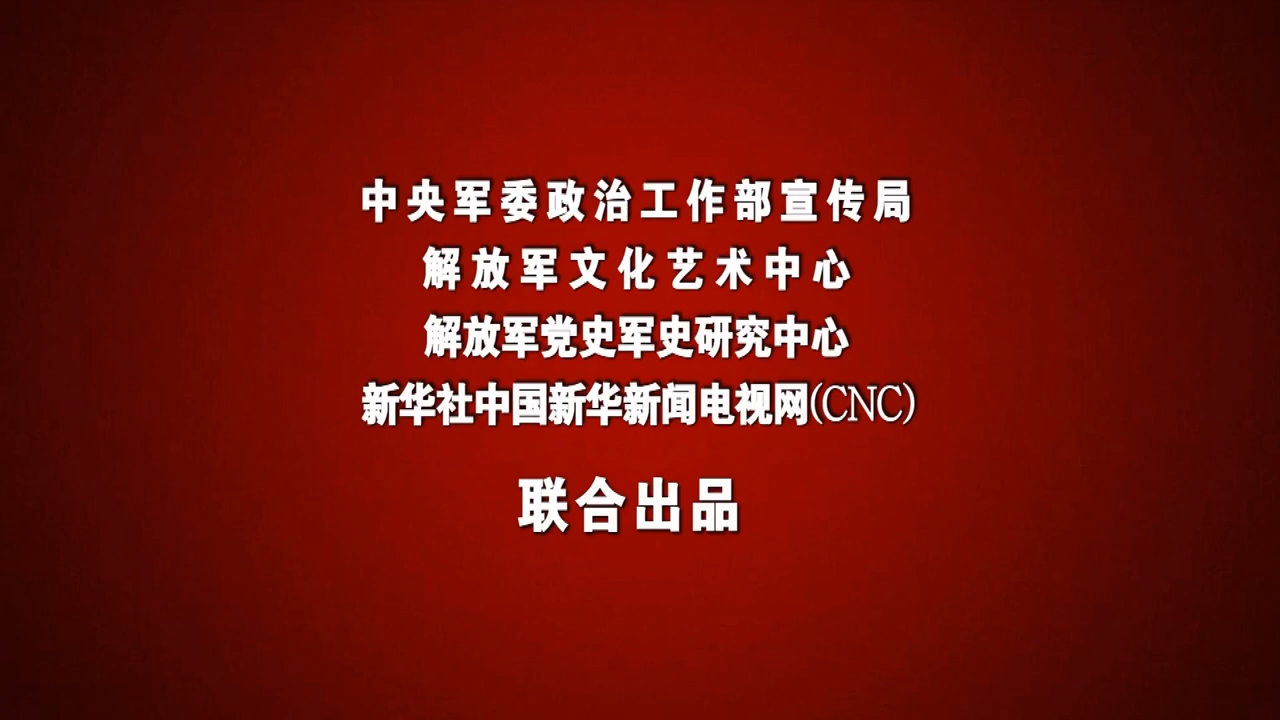 中央军委政治工作部宣传局
解放军文化艺术中心
解放军党史军史研究中心
新华社中国新华新闻电视网(CNC)
联合出品